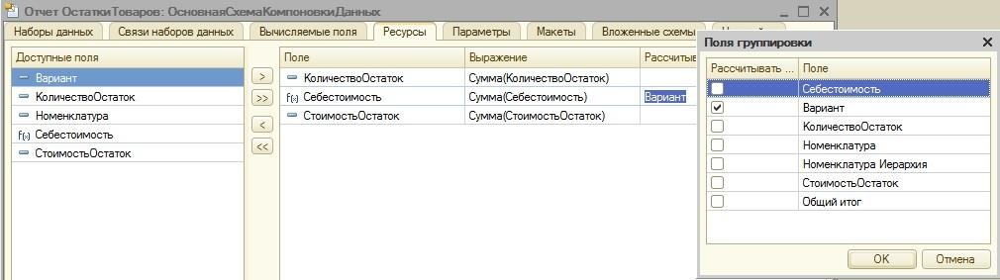 Отчет ОстаткиТоваров: ОсновнаяСхемаКомпоновкиДанных
Наборы данных Связи наборов данных Вычисляемые поля Ресурсы Параметры Макеты Вложенные схемы
Доступные поля
Вариант
КоличествоОстаток
Номенклатура
Себестоимость
СтоимостьОстаток
>
>>
<
<<
Поле Выражение Рассчитыв
КоличествоОстаток Сумма(КоличествоОстаток)
Себестоимость Сумма(Себестоимость) Вариант
СтоимостьОстаток Сумма(СтоимостьОстаток)
Поля группировки
Рассчитывать ... Поле
Себестоимость
Вариант
КоличествоОстаток
Номенклатура
Номенклатура Иерархия
СтоимостьОстаток
Общий итог
OK Отмена